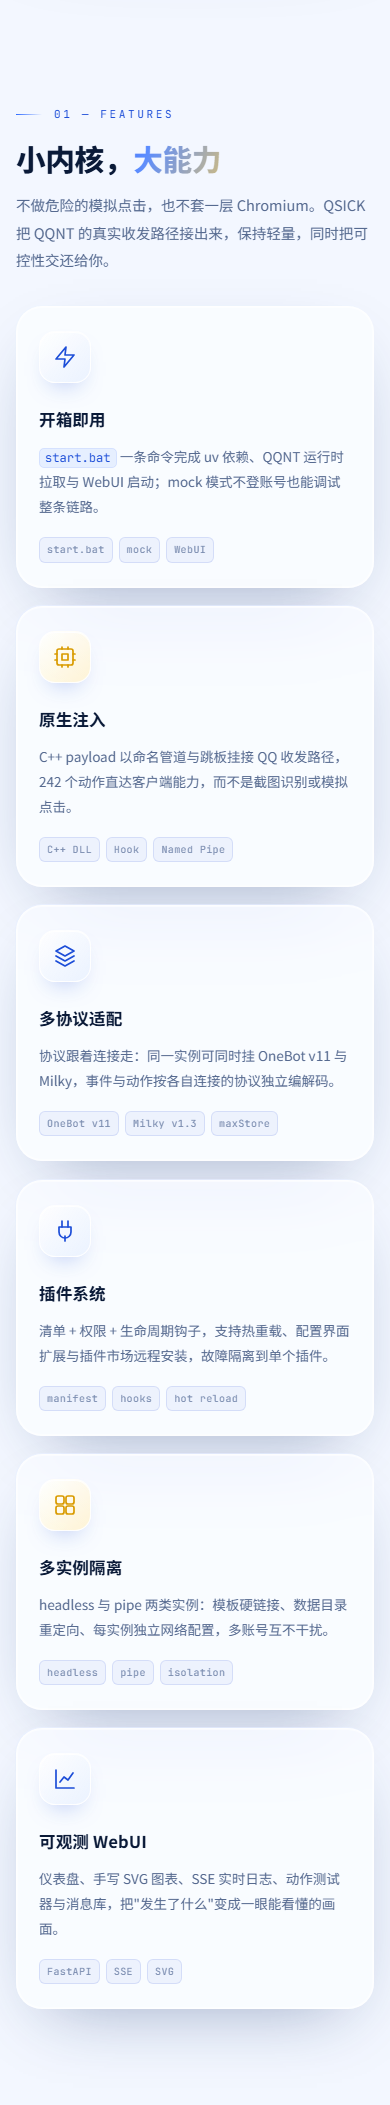 01 — FEATURES
小内核，大能力
不做危险的模拟点击，也不套一层 Chromium。QSICK
把 QQNT 的真实收发路径接出来，保持轻量，同时把可
控性交还给你。
开箱即用
start.bat 一条命令完成 uv 依赖、QQNT 运行时
拉取与 WebUI 启动；mock 模式不登账号也能调试
整条链路。
start.bat mock WebUI
原生注入
C++ payload 以命名管道与跳板挂接 QQ 收发路径，
242 个动作直达客户端能力，而不是截图识别或模拟
点击。
C++ DLL Hook Named Pipe
多协议适配
协议跟着连接走：同一实例可同时挂 OneBot v11 与
Milky，事件与动作按各自连接的协议独立编解码。
OneBot v11 Milky v1.3 maxStore
插件系统
清单 + 权限 + 生命周期钩子，支持热重载、配置界面
扩展与插件市场远程安装，故障隔离到单个插件。
manifest hooks hot reload
多实例隔离
headless 与 pipe 两类实例：模板硬链接、数据目录
重定向、每实例独立网络配置，多账号互不干扰。
headless pipe isolation
可观测 WebUI
仪表盘、手写 SVG 图表、SSE 实时日志、动作测试
器与消息库，把"发生了什么"变成一眼能看懂的画
面。
FastAPI SSE SVG